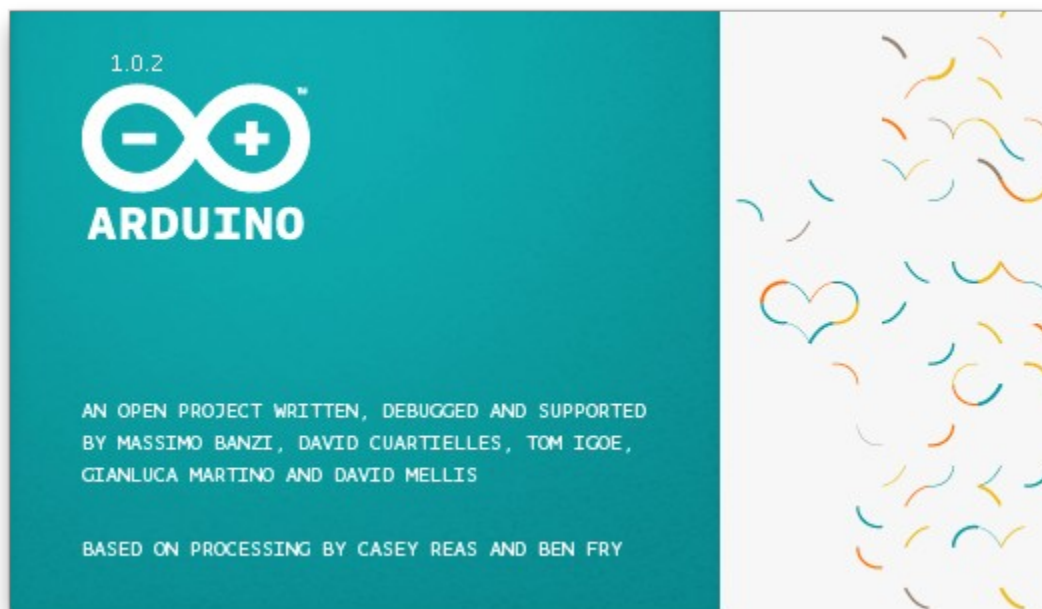 1.0.2
TM
ARDUINO
AN OPEN PROJECT WRITTEN, DEBUGGED AND SUPPORTED
BY MASSIMO BANZI, DAVID CUARTIELLES, TOM IGOE,
GIANLUCA MARTINO AND DAVID MELLIS
BASED ON PROCESSING BY CASEY REAS AND BEN FRY